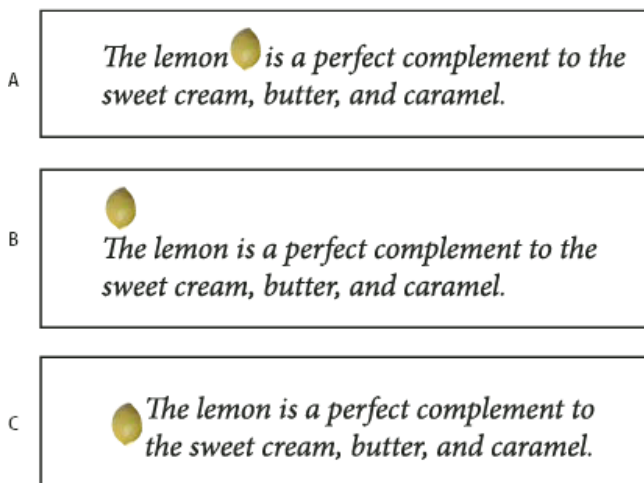 A
The lemon is a perfect complement to the
sweet cream, butter, and caramel.
B
The lemon is a perfect complement to the
sweet cream, butter, and caramel.
C
The lemon is a perfect complement to
the sweet cream, butter, and caramel.